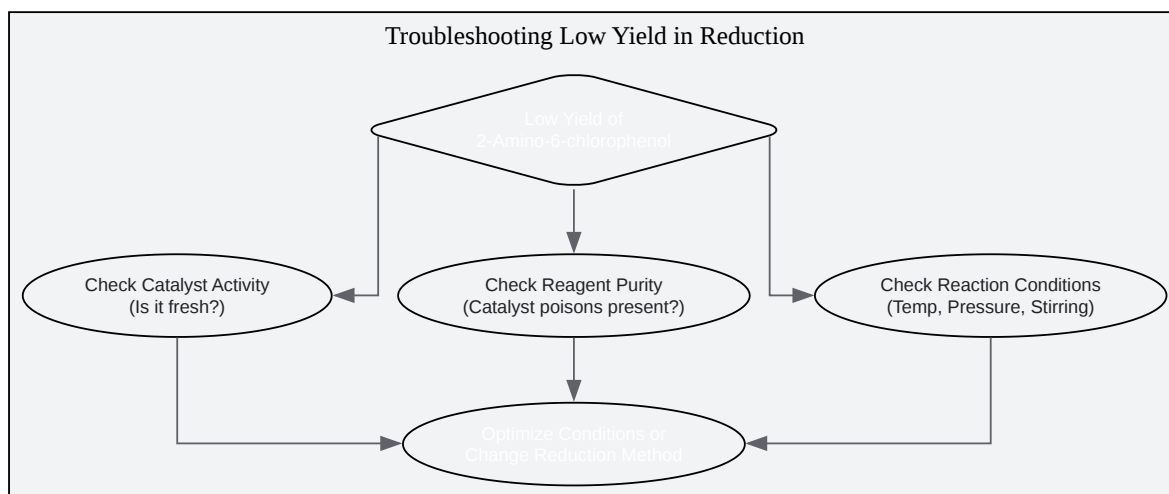 Troubleshooting Low Yield in Reduction
Low Yield of
2-Amino-6-chlorophenol
Check Catalyst Activity
(Is it fresh?)
Check Reagent Purity
(Catalyst poisons present?)
Check Reaction Conditions
(Temp, Pressure, Stirring)
Optimize Conditions or
Change Reduction Method